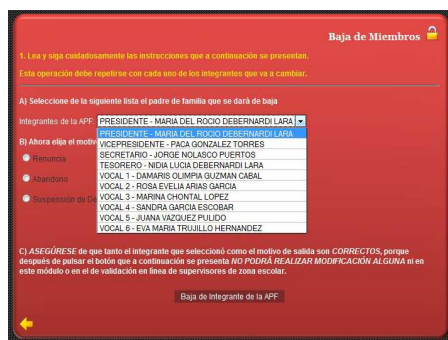 Baja de Miembros
1. Lea y siga cuidadosamente las instrucciones que a continuación se presentan.
Esta operación debe repetirse con cada uno de los integrantes que va a cambiar.
A) Seleccione de la siguiente lista el padre de familia que se dará de baja
Integrantes de la APF: PRESIDENTE - MARIA DEL ROCIO DEBERNARDI LARA
PRESIDENTE - MARIA DEL ROCIO DEBERNARDI LARA
B) Ahora elija el motiv
VICEPRESIDENTE - PACA GONZALEZ TORRES
SECRETARIO - JORGE NOLASCO PUERTOS
Renuncia
TESORERO - NIDIA LUCIA DEBERNARDI LARA
VOCAL 1 - DAMARIS OLIMPIA GUZMAN CABAL
Abandono
VOCAL 2 - ROSA EVELIA ARIAS GARCIA
VOCAL 3 - MARINA CHONTAL LOPEZ
Suspensión de De
VOCAL 4 - SANDRA GARCIA ESCOBAR
VOCAL 5 - JUANA VAZQUEZ PULIDO
VOCAL 6 - EVA MARIA TRUJILLO HERNANDEZ
C) ASEGÚRESE de que tanto el integrante que seleccionó como el motivo de salida son CORRECTOS, porque
después de pulsar el botón que a continuación se presenta NO PODRÁ REALIZAR MODIFICACIÓN ALGUNA ni en
este módulo o en el de validación en línea de supervisores de zona escolar.
Baja de Integrante de la APF